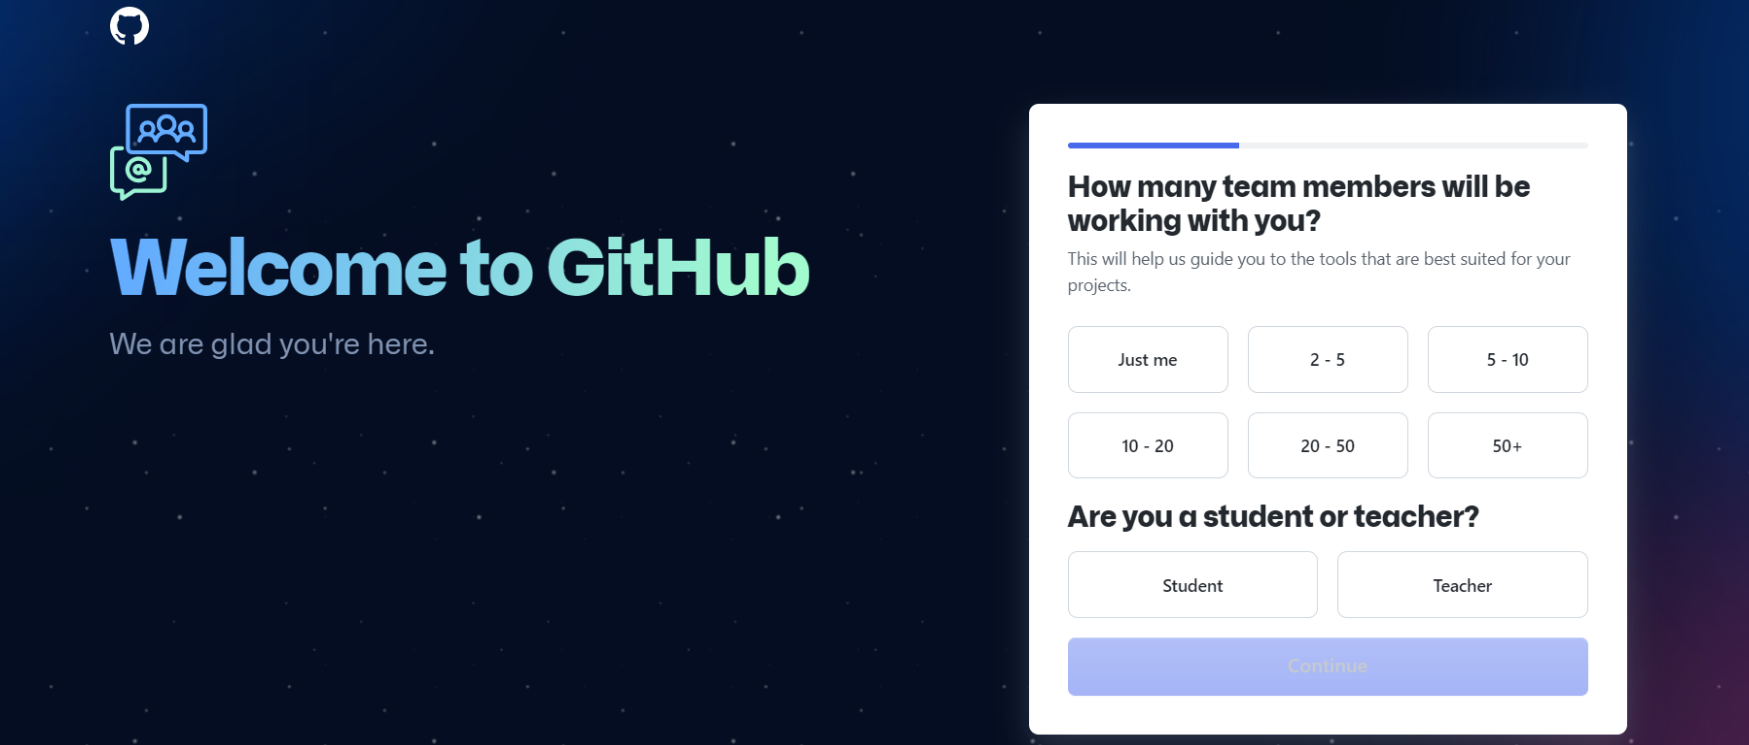 @
Welcome to GitHub
We are glad you're here.
How many team members will be
working with you?
This will help us guide you to the tools that are best suited for your
projects.
Just me
2 - 5
5 - 10
10 - 20
20 - 50
50+
Are you a student or teacher?
Student
Teacher
Continue